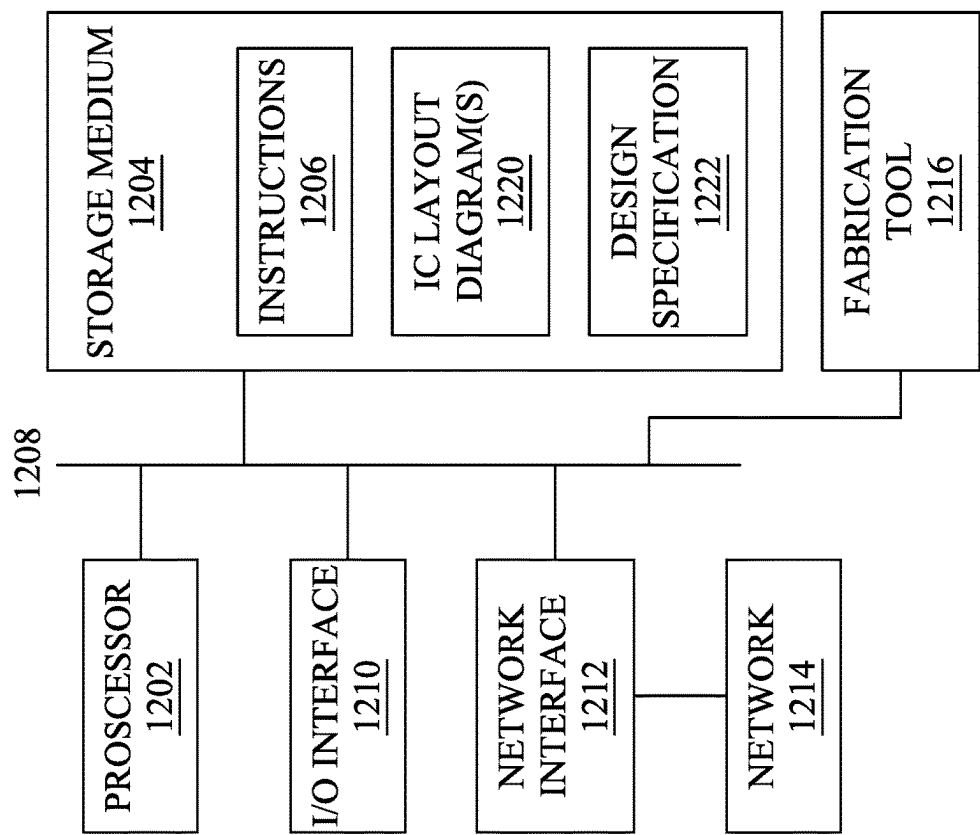 1208
PROSCESSOR
1202
I/O INTERFACE
1210
NETWORK
INTERFACE
1212
NETWORK
1214
STORAGE MEDIUM
1204
INSTRUCTIONS
1206
IC LAYOUT
DIAGRAM(S)
1220
DESIGN
SPECIFICATION
1222
FABRICATION
TOOL
1216